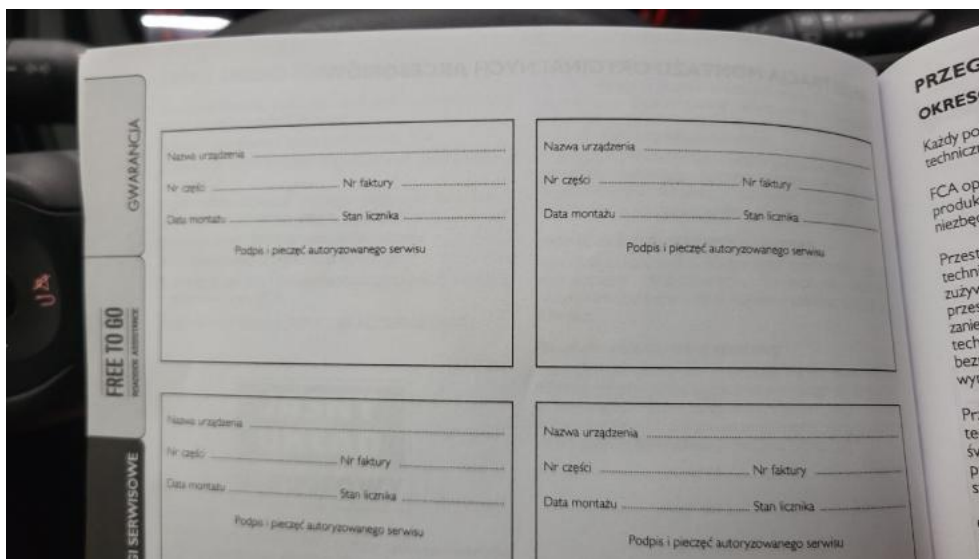 GWARANCJA
FREE TO GO
ROADSIDE ASSISTANCE
GI SERWISOWE
Nazwa urządzenia
Nr części Nr faktury
Data montażu Stan licznika
Podpis i pieczęć autoryzowanego serwisu
Nazwa urządzenia
Nr części Nr faktury
Data montażu Stan licznika
Podpis i pieczęć autoryzowanego serwisu
Nazwa urządzenia
Nr części Nr faktury
Data montażu Stan licznika
Podpis i pieczęć autoryzowanego serwisu
Nazwa urządzenia
Nr części Nr faktury
Data montażu Stan licznika
Podpis i pieczęć autoryzowanego serwisu
PRZEG
OKRES
Każdy po
techniczn
FCA op
produk
niezbęd
Przest
techni
zużyw
przes
zanie
tech
bez
wyr
Pr
te
św
p
s